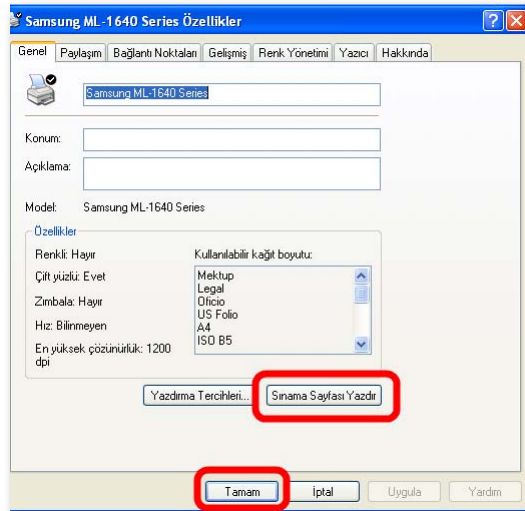 Samsung ML-1640 Series Özellikler
Genel Paylaşım Bağlantı Noktaları Gelişmiş Renk Yönetimi Yazıcı Hakkında
Samsung ML-1640 Series
Konum:
Açıklama:
Model: Samsung ML-1640 Series
Özellikler
Renkli: Hayır Kullanılabilir kağıt boyutu:
Çift yüzlü: Evet Mektup
Legal
Zımbala: Hayır Oficio
US Folio
Hız: Bilinmeyen A4
ISO B5
En yüksek çözünürlük: 1200
dpi
Yazdırma Tercihleri... Sınama Sayfası Yazdır
Tamam İptal Uygula Yardım